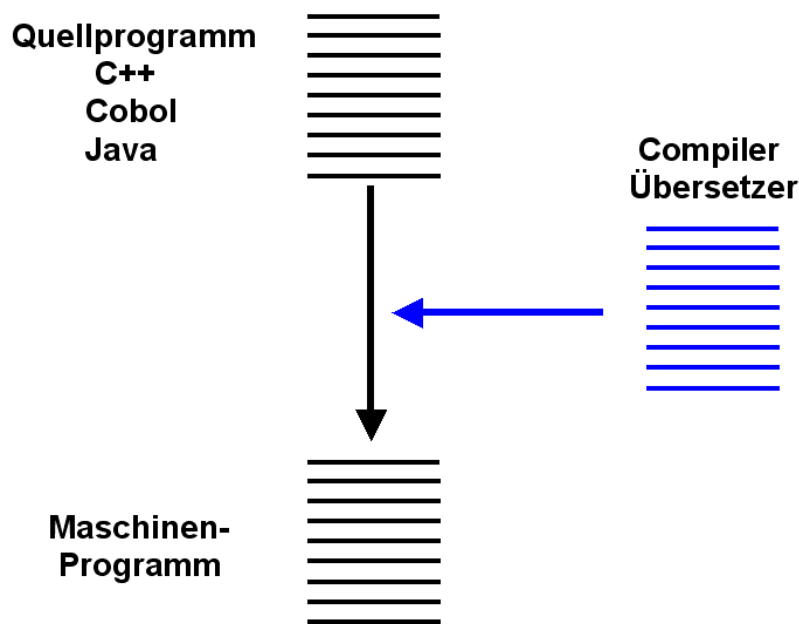 Quellprogramm
C++
Cobol
Java
Compiler
Übersetzer
Maschinen-
Programm